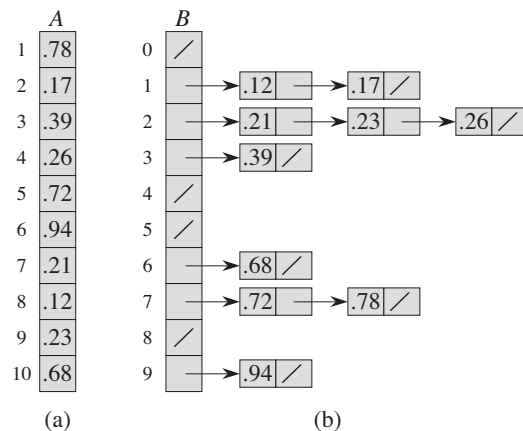 A B
1 .78 0
2 .17 1 .12 .17
3 .39 2 .21 .23 .26
4 .26 3 .39
5 .72 4
6 .94 5
7 .21 6 .68
8 .12 7 .72 .78
9 .23 8
10 .68 9 .94
(a) (b)